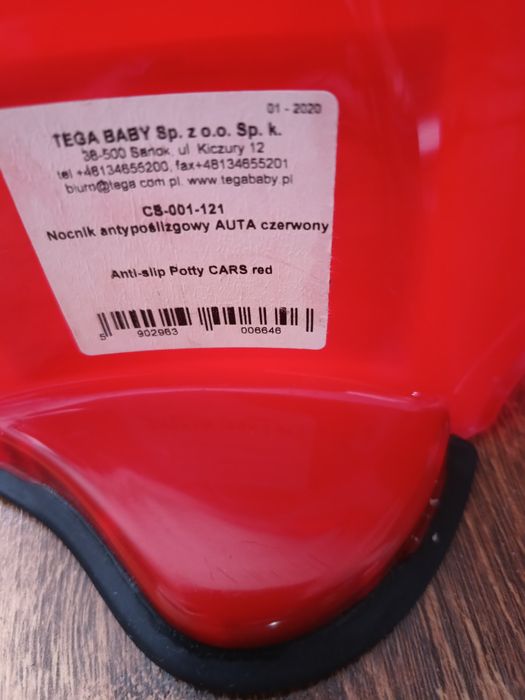 01 - 2020
TEGA BABY Sp. z o.o. Sp. k.
38-500 Sanok, ul Kiczury 12
tel +48134655200, fax+48134655201
biuro@tega.com.pl, www.tegababy.pl
CS-001-121
Nocnik antypoślizgowy AUTA czerwony
Anti-slip Potty CARS red
5 902963 006646